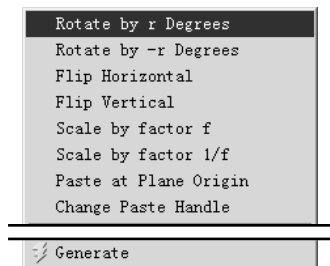 Rotate by r Degrees
Rotate by -r Degrees
Flip Horizontal
Flip Vertical
Scale by factor f
Scale by factor 1/f
Paste at Plane Origin
Change Paste Handle
Generate